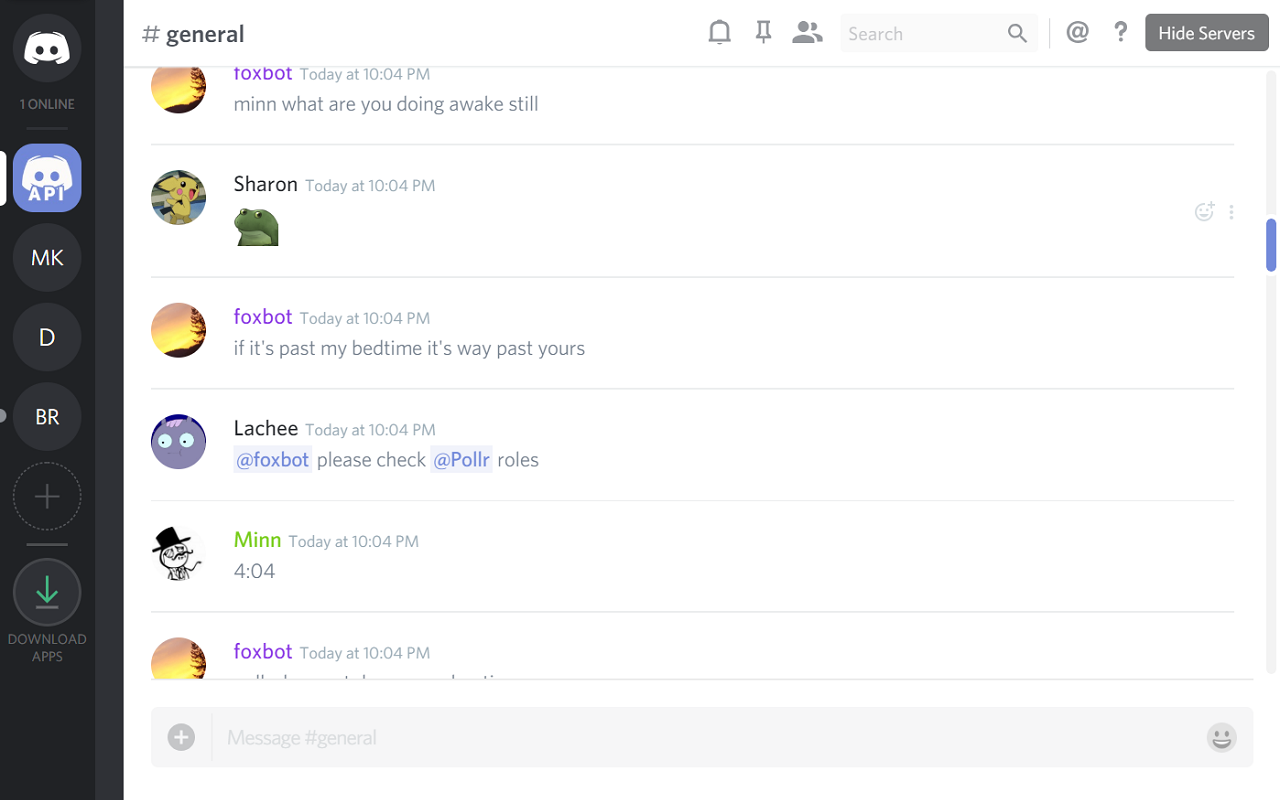 # general
Search
@
?
Hide Servers
1 ONLINE
API
MK
D
BR
DOWNLOAD
APPS
foxbot Today at 10:04 PM
minn what are you doing awake still
Sharon Today at 10:04 PM
foxbot Today at 10:04 PM
if it's past my bedtime it's way past yours
Lachee Today at 10:04 PM
@foxbot please check @Pollr roles
Minn Today at 10:04 PM
4:04
foxbot Today at 10:04 PM
Message #general